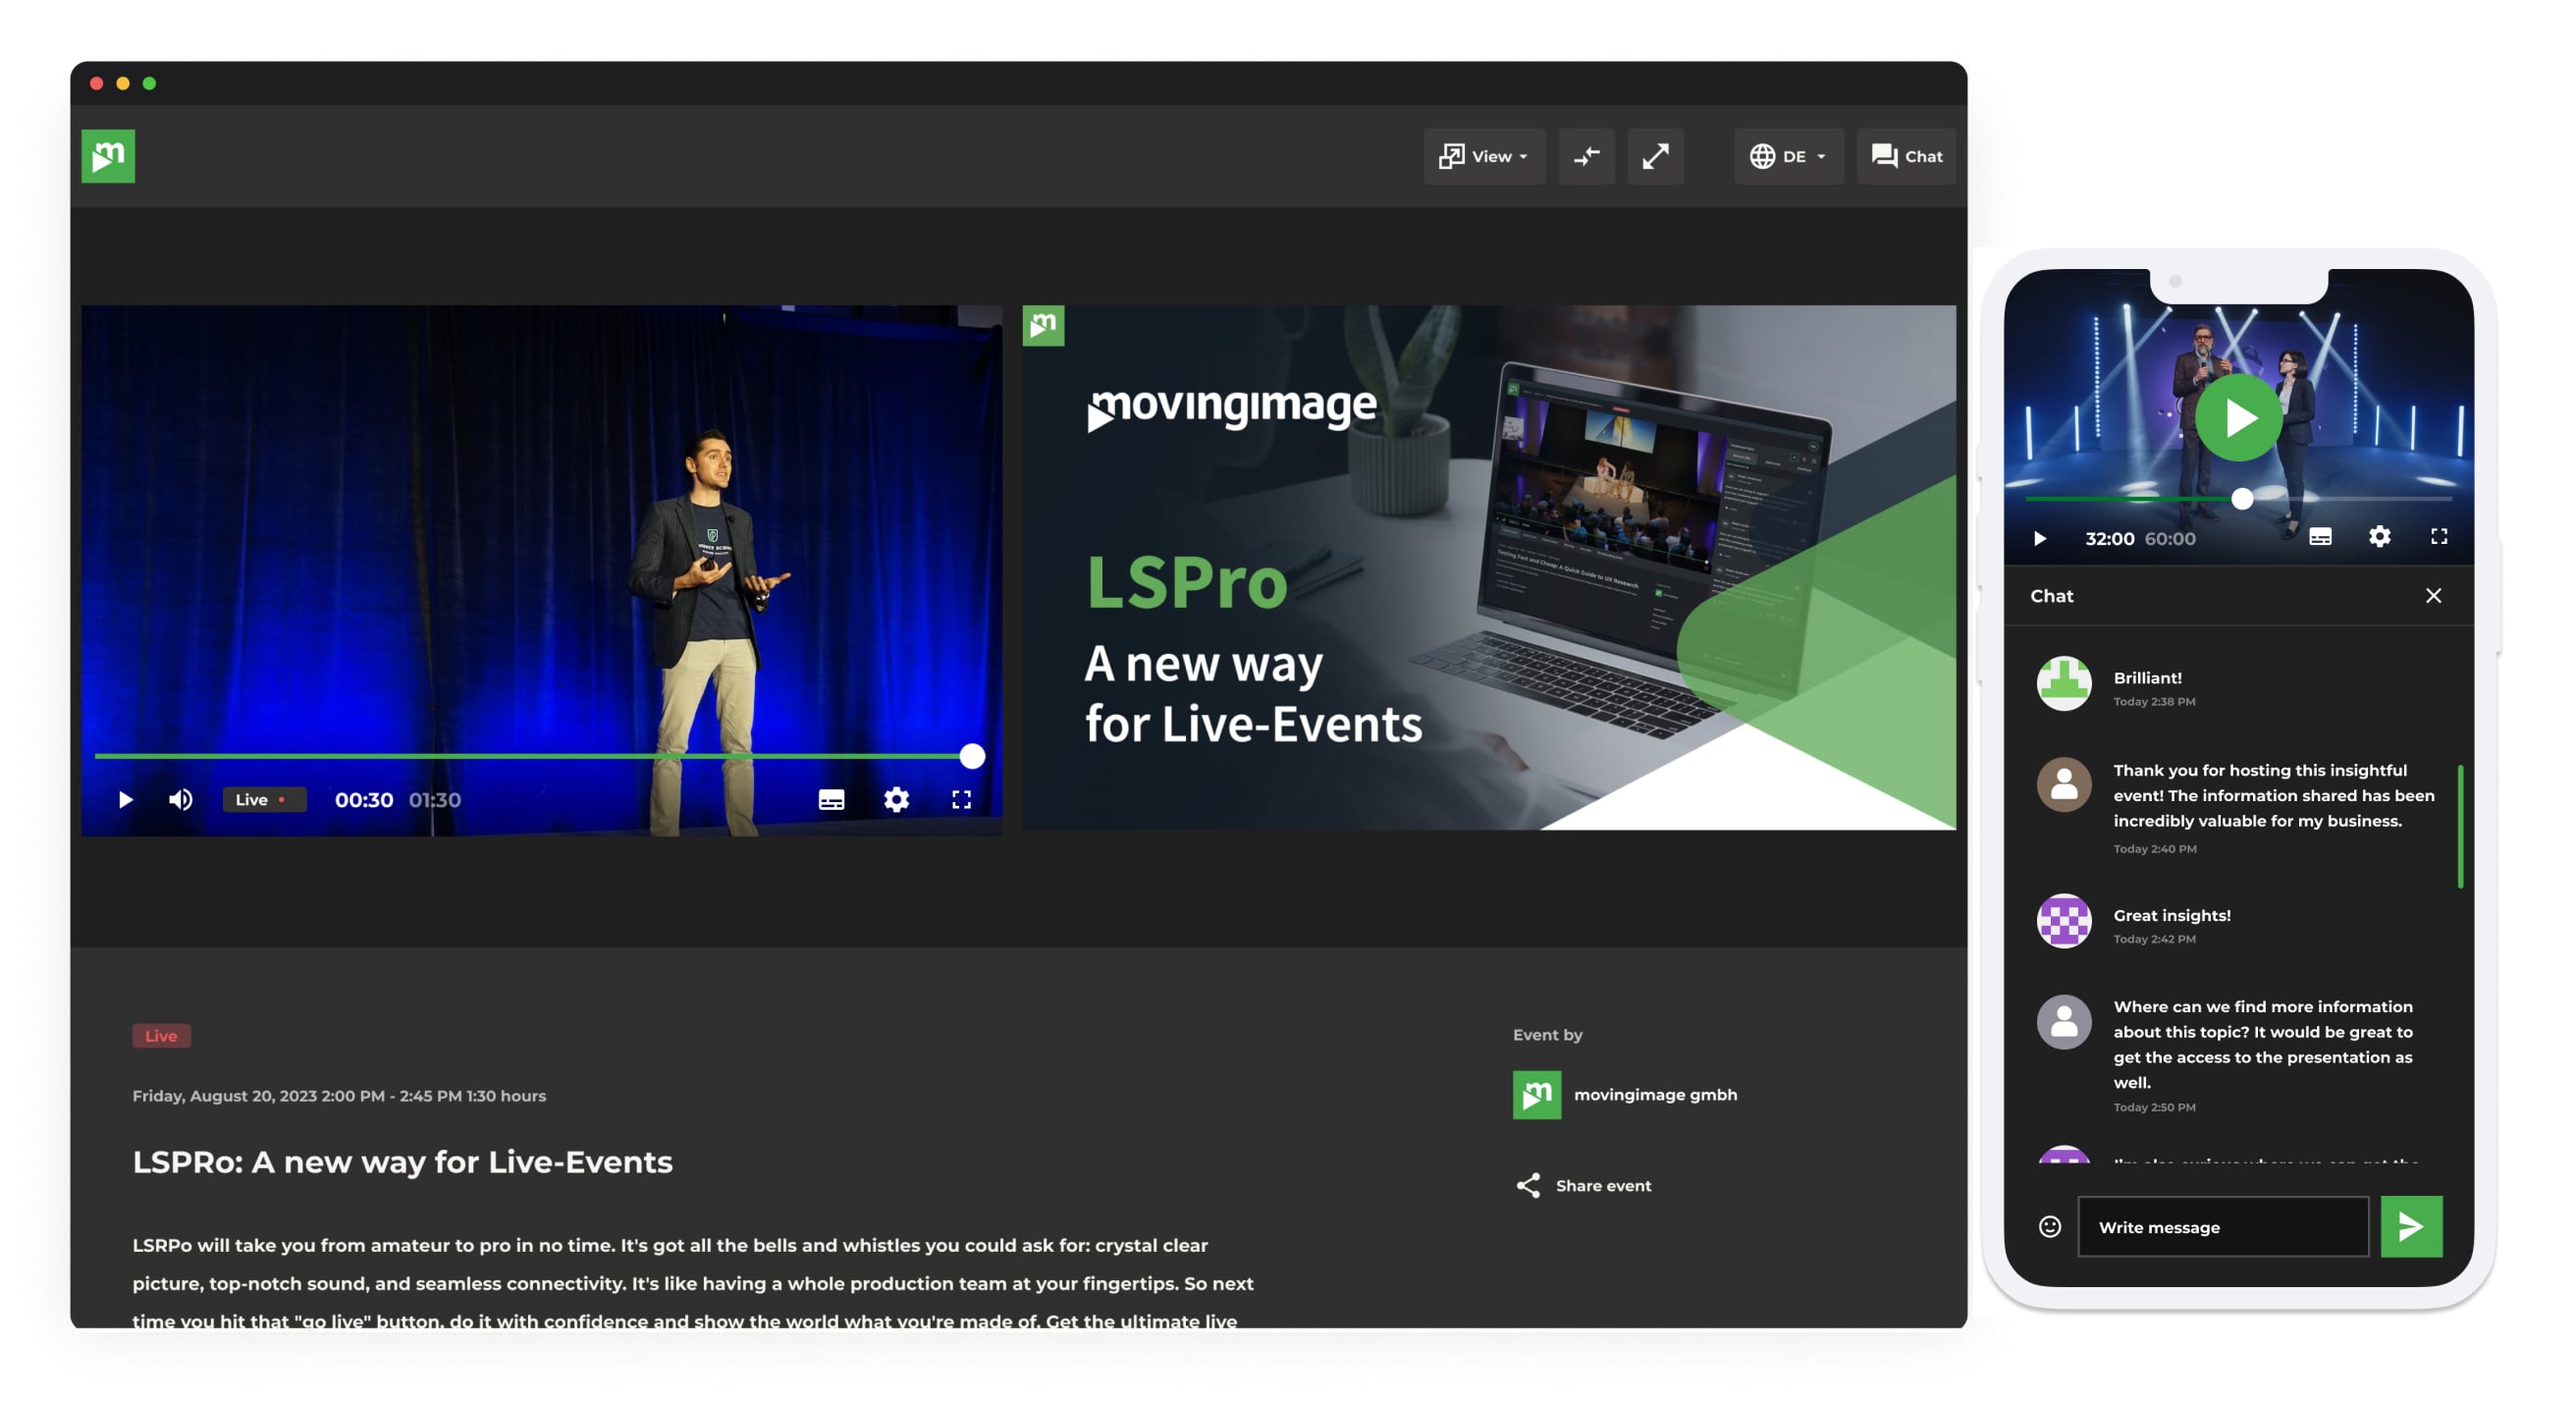 View
DE
Chat
movingimage
LSPro
A new way
for Live-Events
Live
00:30 01:30
Live
Friday, August 20, 2023 2:00 PM - 2:45 PM 1:30 hours
LSPRo: A new way for Live-Events
LSRPo will take you from amateur to pro in no time. It's got all the bells and whistles you could ask for: crystal clear
picture, top-notch sound, and seamless connectivity. It's like having a whole production team at your fingertips. So next
time you hit that "go live" button, do it with confidence and show the world what you're made of. Get the ultimate live
Event by
movingimage gmbh
Share event
32:00 60:00
Chat
Brilliant!
Today 2:38 PM
Thank you for hosting this insightful
event! The information shared has been
incredibly valuable for my business.
Today 2:40 PM
Great insights!
Today 2:42 PM
Where can we find more information
about this topic? It would be great to
get the access to the presentation as
well.
Today 2:50 PM
Write message
Testing Fast and Cheap: A Quick Guide to UX Research